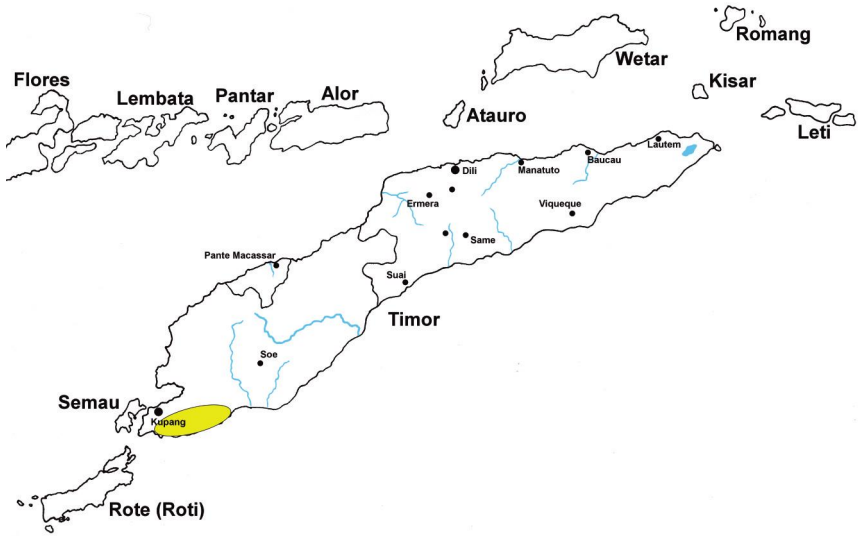 Romang
Wetar
Flores
Kisar
Lembata
Pantar
Alor
Atauro
Leti
Lautem
Baucau
Dili
Manatuto
Ermera
Viqueque
Same
Pante Macassar
Suai
Timor
Soe
Semau
Kupang
Rote (Roti)